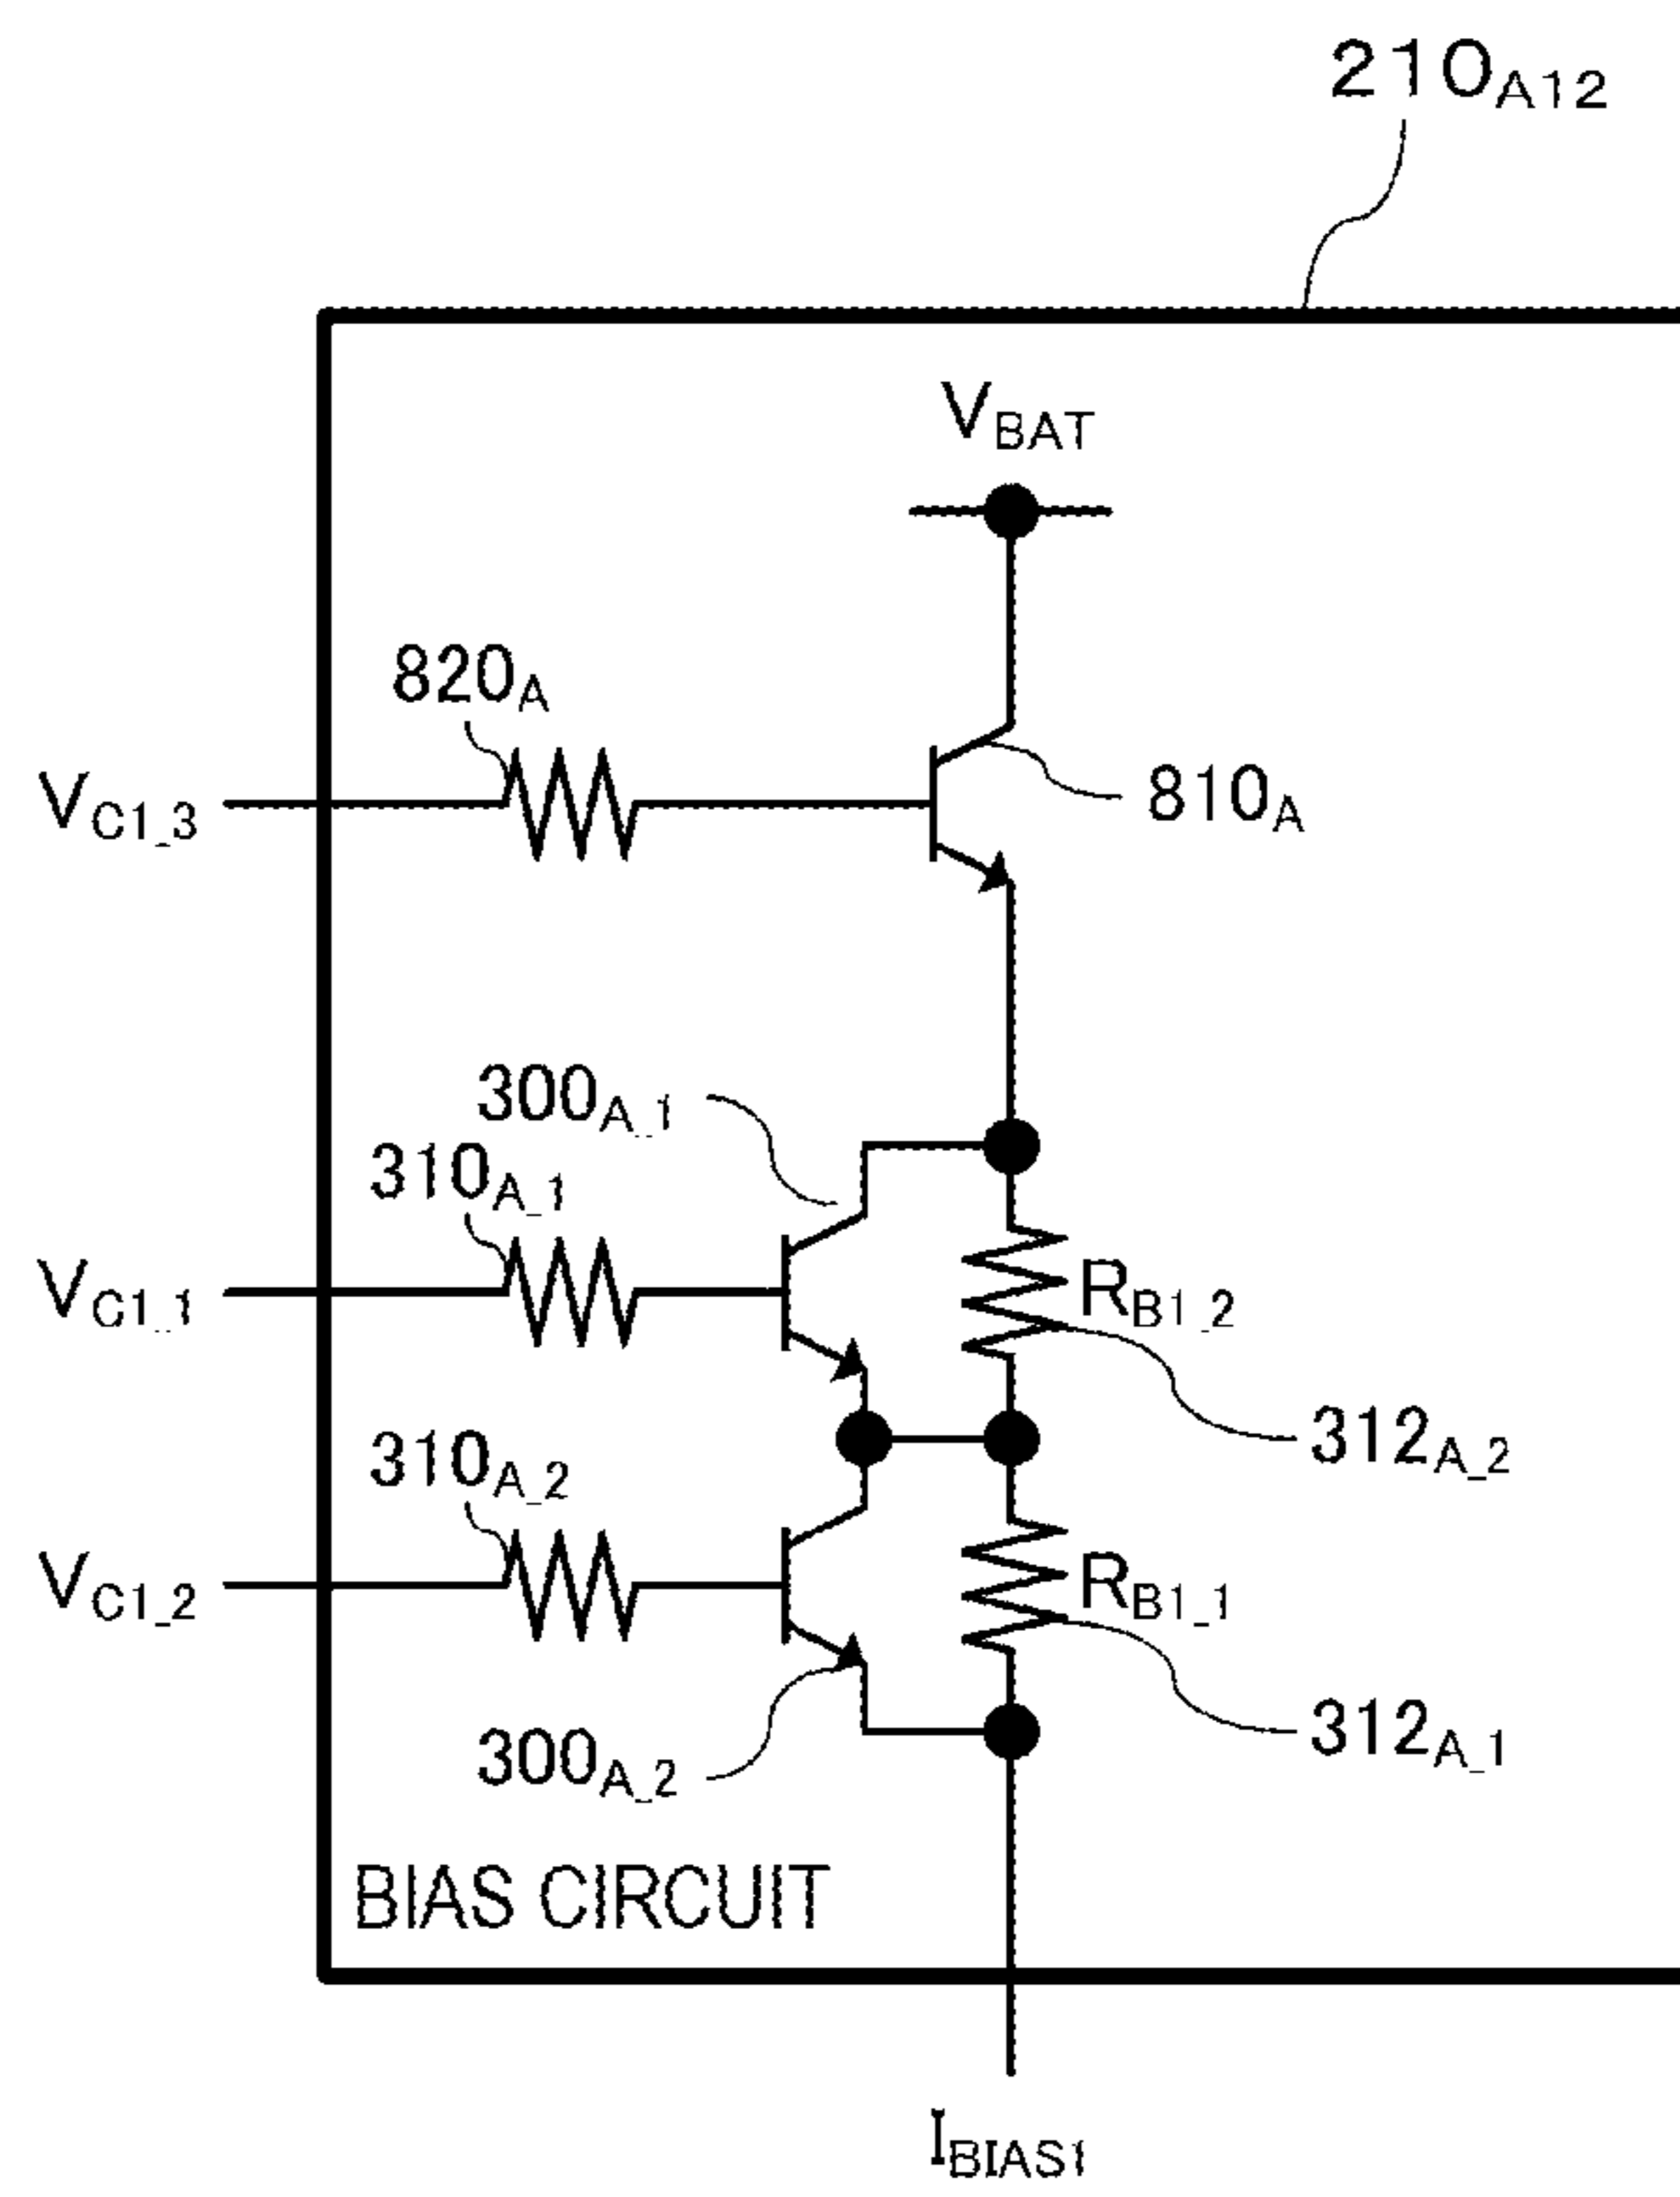 210A12
VBAT
820A
VC1_3
810A
300A_1
310A_1
VC1_1
RB1_2
310A_2
312A_2
VC1_2
RB1_1
300A_2
312A_1
BIAS CIRCUIT
IBIAS1